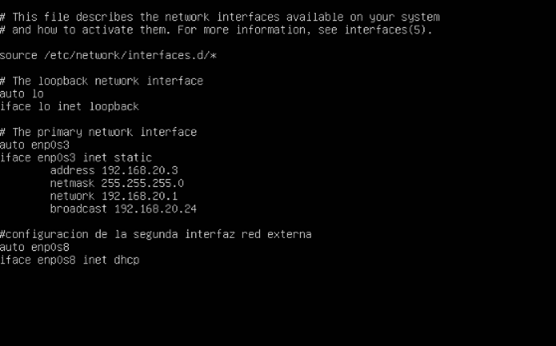 # This file describes the network interfaces available on your system
# and how to activate them. For more information, see interfaces(5).
source /etc/network/interfaces.d/*
# The loopback network interface
auto lo
iface lo inet loopback
# The primary network interface
auto enp0s3
iface enp0s3 inet static
address 192.168.20.3
netmask 255.255.255.0
network 192.168.20.1
broadcast 192.168.20.24
#configuracion de la segunda interfaz red externa
auto enp0s8
iface enp0s8 inet dhcp